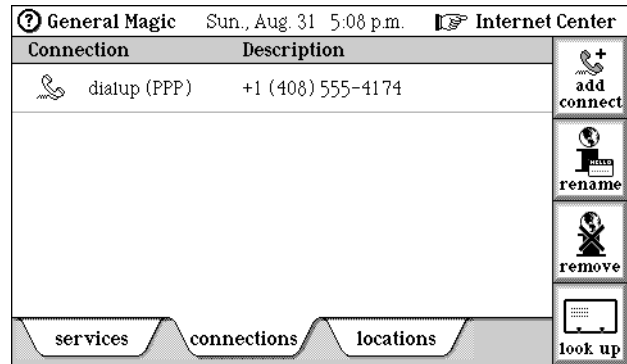 ? General Magic Sun., Aug. 31 5:08 p.m. Internet Center
Connection Description
dialup (PPP) +1 (408) 555-4174
add
connect
HELLO
rename
remove
services connections locations
look up